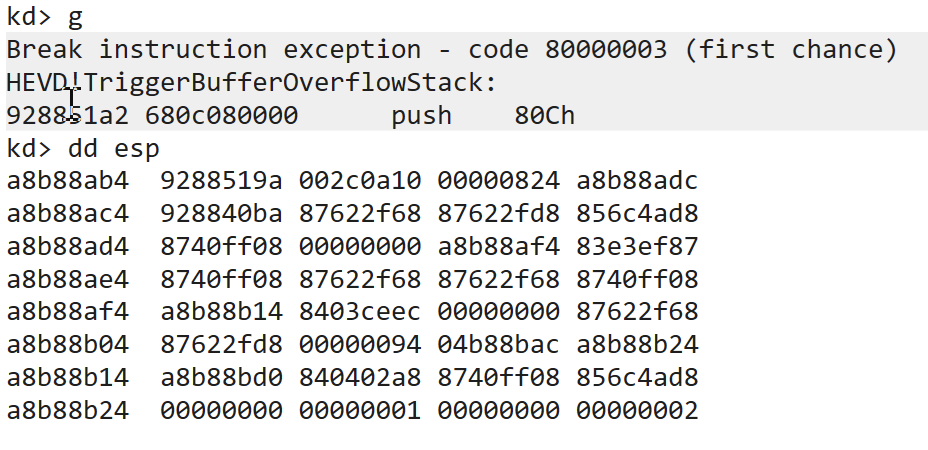 kd> g
Break instruction exception - code 80000003 (first chance)
HEVD!TriggerBufferOverflowStack:
928851a2 680c080000      push    80Ch
kd> dd esp
a8b88ab4  9288519a 002c0a10 00000824 a8b88adc
a8b88ac4  928840ba 87622f68 87622fd8 856c4ad8
a8b88ad4  8740ff08 00000000 a8b88af4 83e3ef87
a8b88ae4  8740ff08 87622f68 87622f68 8740ff08
a8b88af4  a8b88b14 8403ceec 00000000 87622f68
a8b88b04  87622fd8 00000094 04b88bac a8b88b24
a8b88b14  a8b88bd0 840402a8 8740ff08 856c4ad8
a8b88b24  00000000 00000001 00000000 00000002